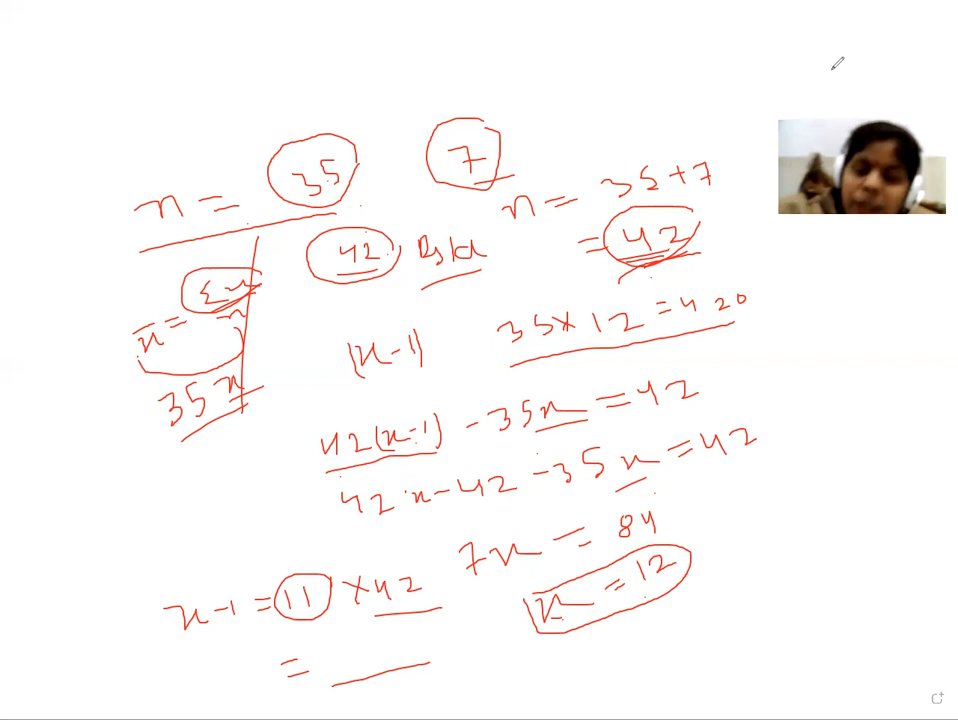 n = 35 7
n = 35 + 7
42 Rs
= 42
x̄ = Σx / n
35 × 12 = 420
(x-1)
35x
42(x-1) - 35x = 42
42x - 42 - 35x = 42
7x = 84
x-1 = 11 × 42
x = 12
=